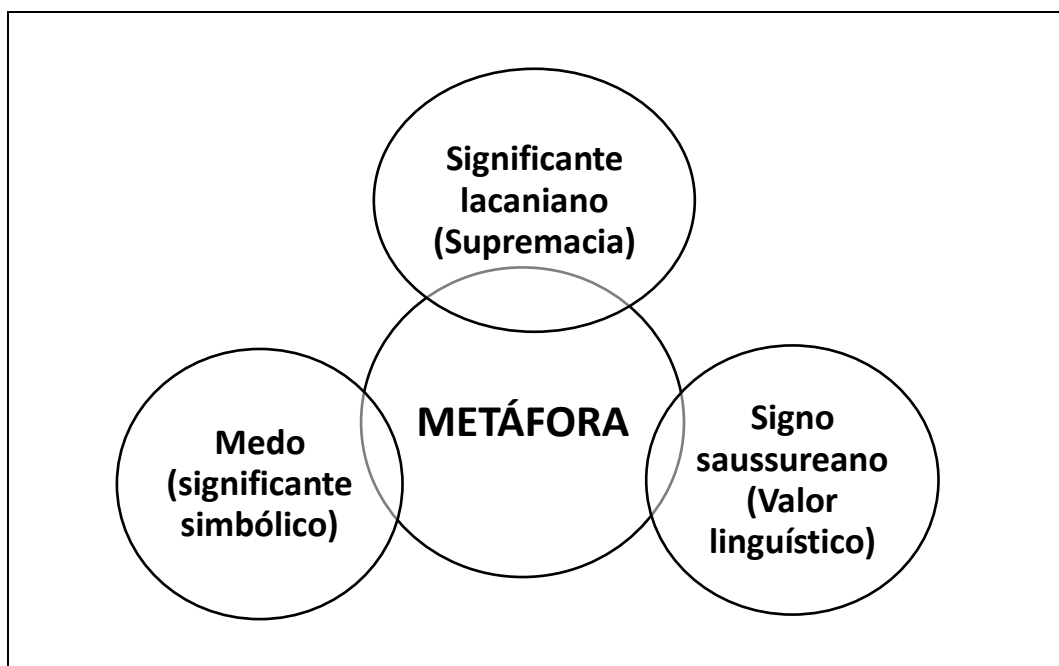 Significante
lacaniano
(Supremacia)
METÁFORA
Medo
(significante
simbólico)
Signo
saussureano
(Valor
linguístico)